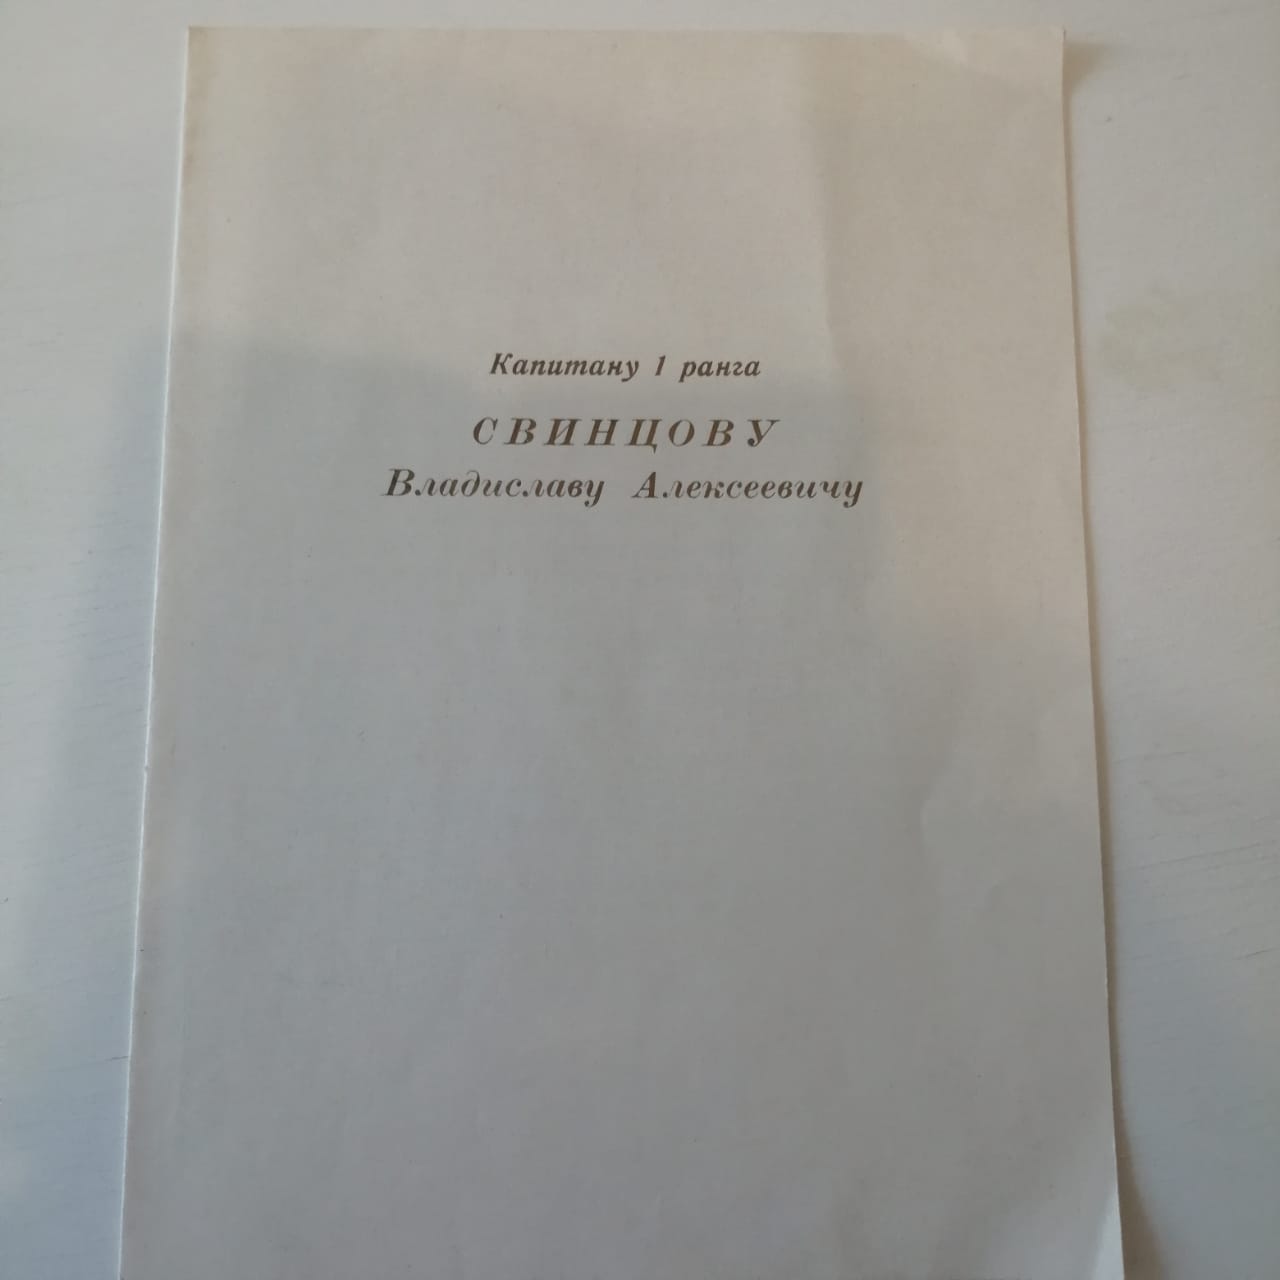 Капитану 1 ранга
СВИНЦОВУ
Владиславу Алексеевичу